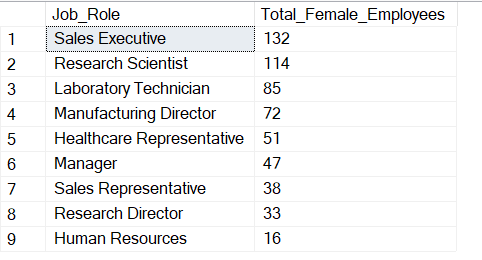 Job_Role Total_Female_Employees
1 Sales Executive 132
2 Research Scientist 114
3 Laboratory Technician 85
4 Manufacturing Director 72
5 Healthcare Representative 51
6 Manager 47
7 Sales Representative 38
8 Research Director 33
9 Human Resources 16